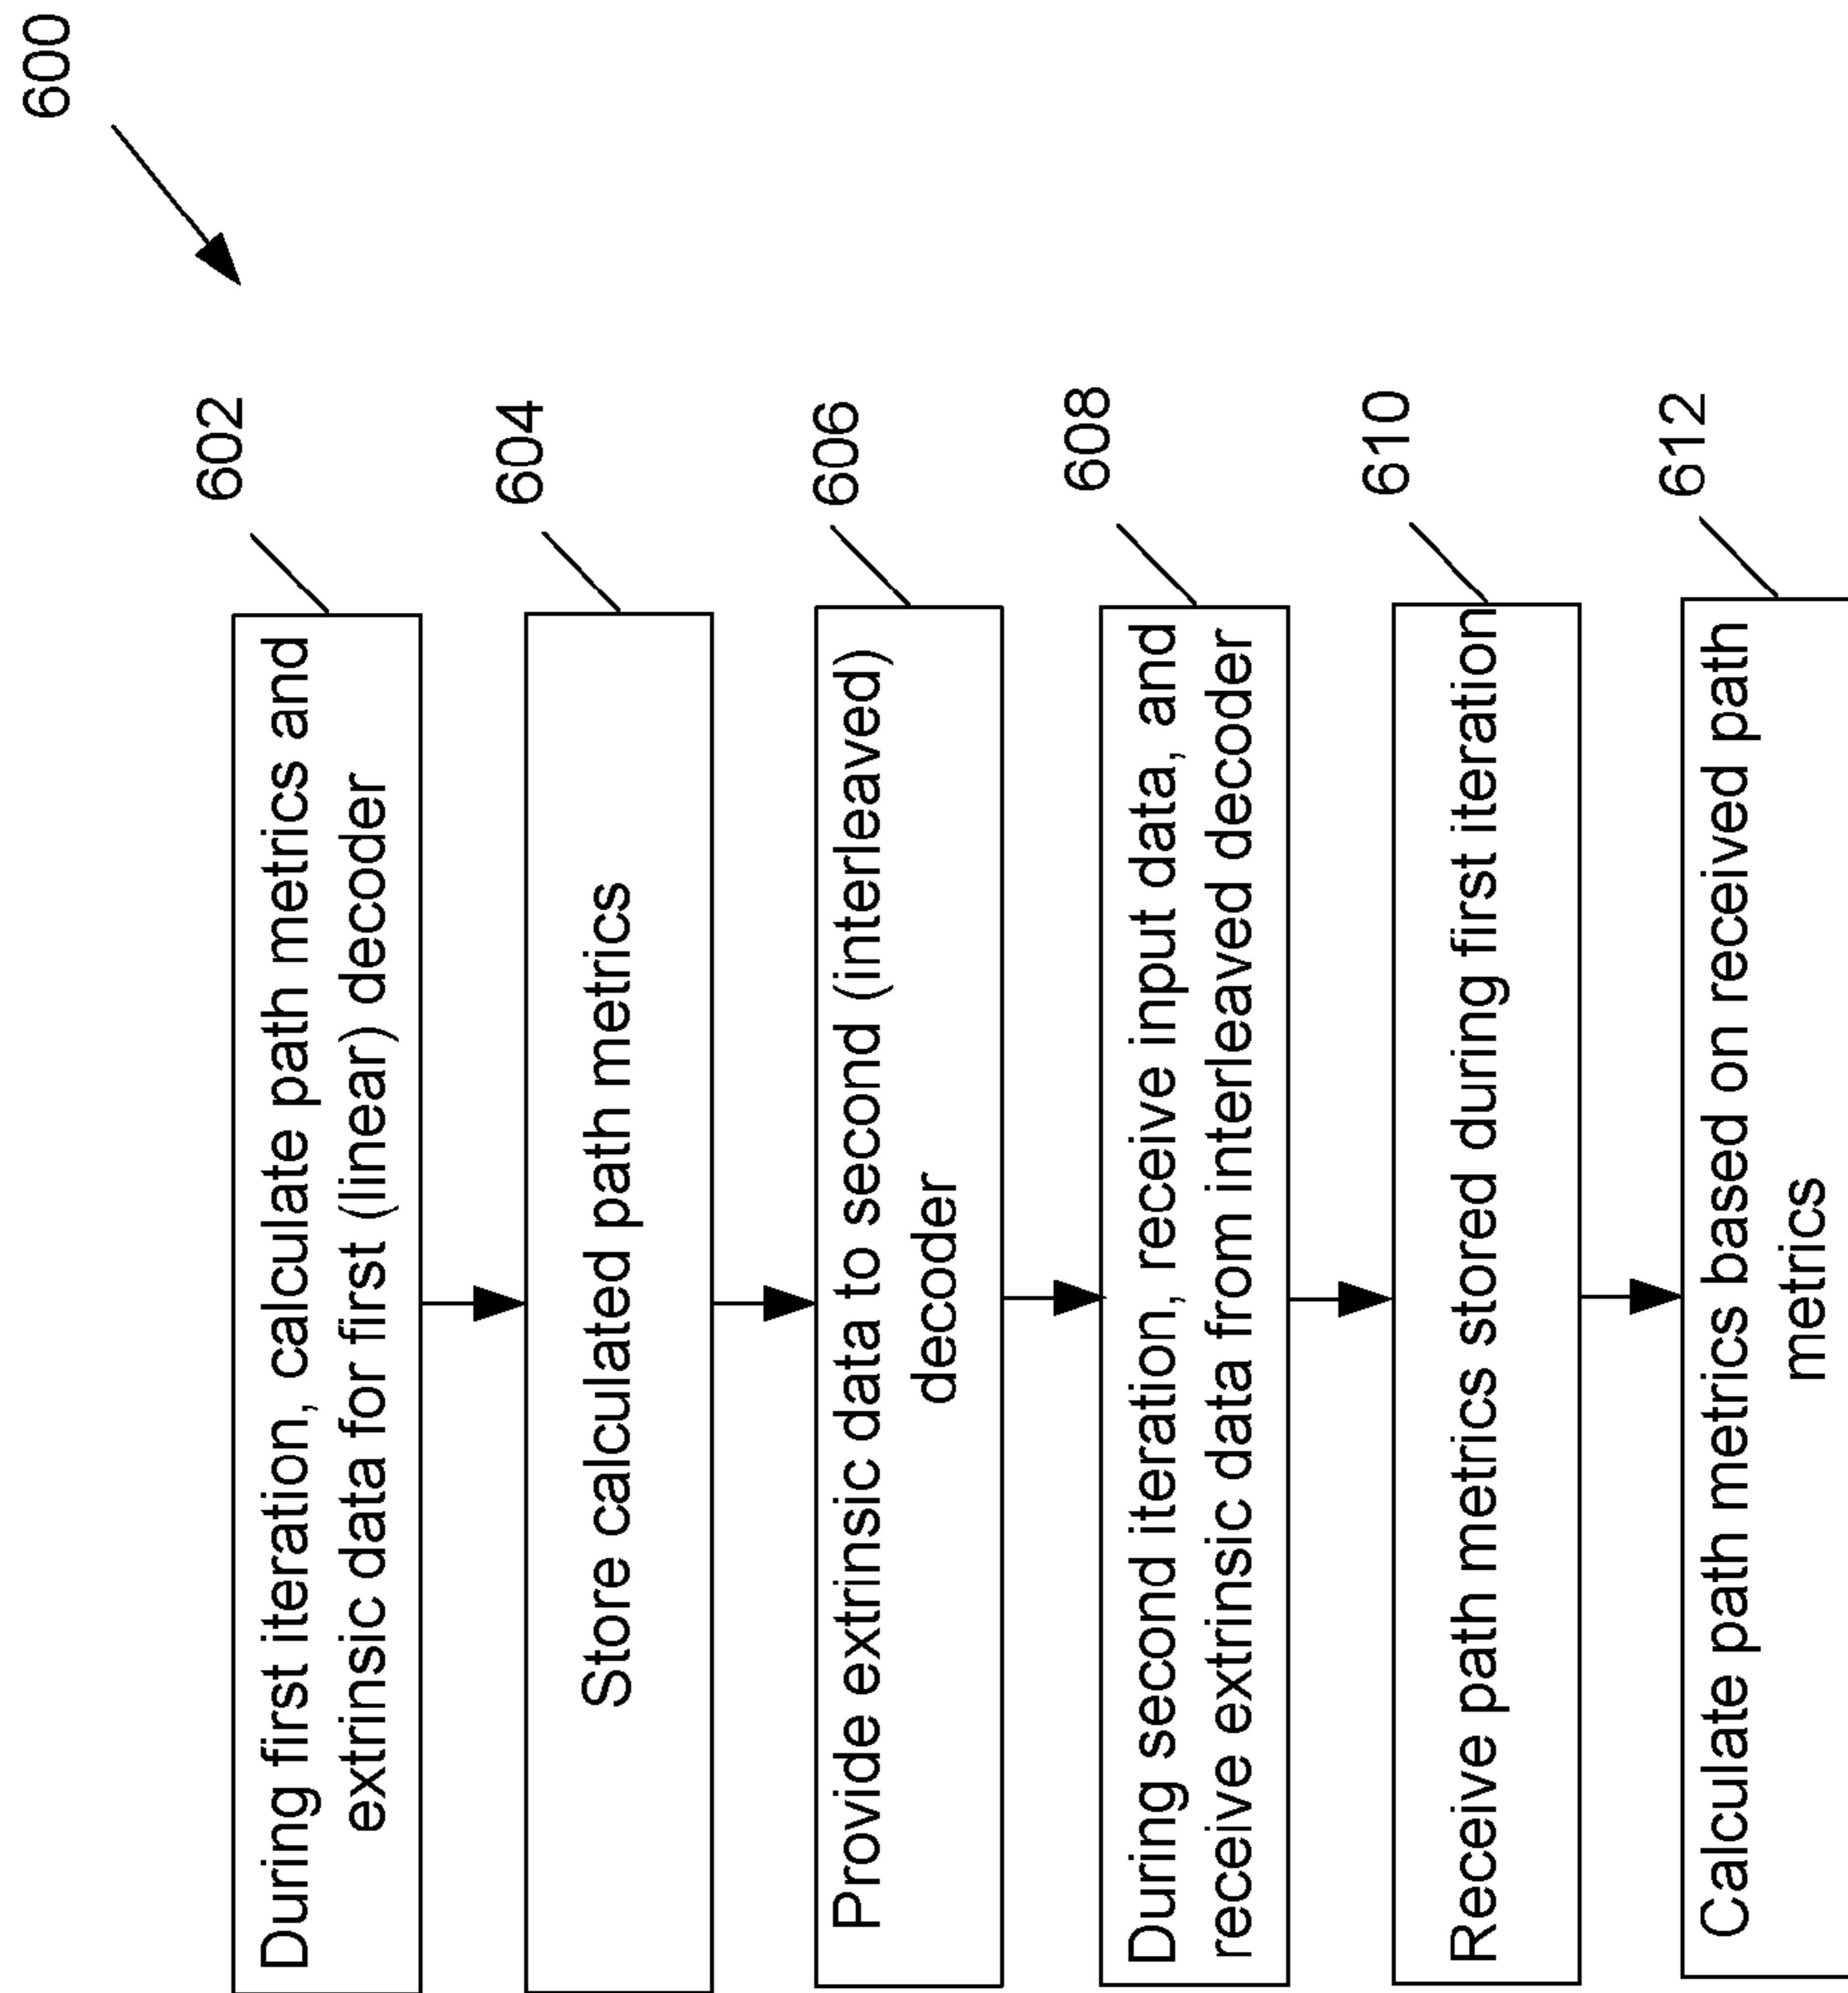 600
602
During first iteration, calculate path metrics and
extrinsic data for first (linear) decoder
604
Store calculated path metrics
606
Provide extrinsic data to second (interleaved)
decoder
608
During second iteration, receive input data, and
receive extrinsic data from interleaved decoder
610
Receive path metrics stored during first iteration
612
Calculate path metrics based on received path
metrics